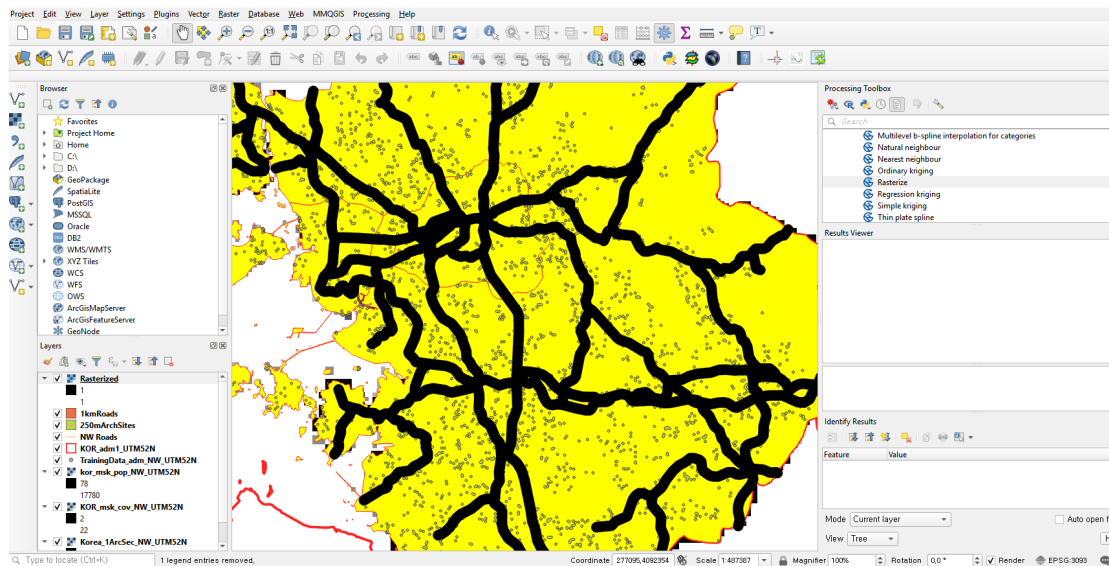 Project Edit View Layer Settings Plugins Vector Raster Database Web MMQGIS Processing Help
Browser
Favorites
Project Home
Home
C:\
D:\
GeoPackage
SpatiaLite
PostGIS
MSSQL
Oracle
DB2
WMS/WMTS
XYZ Tiles
WCS
WFS
OWS
ArcGisMapServer
ArcGisFeatureServer
GeoNode
Layers
Rasterized
1
1
1kmRoads
250mArchSites
NW Roads
KOR_adm1_UTM52N
TrainingData_adm_NW_UTM52N
kor_msk_pop_NW_UTM52N
78
17780
KOR_msk_cov_NW_UTM52N
2
22
Korea_1ArcSec_NW_UTM52N
Processing Toolbox
Search...
Multilevel b-spline interpolation for categories
Natural neighbour
Nearest neighbour
Ordinary kriging
Rasterize
Regression kriging
Simple kriging
Thin plate spline
Results Viewer
Identify Results
Feature Value
Mode Current layer
Auto open f
View Tree
H
Type to locate (Ctrl+K) 1 legend entries removed. Coordinate 277095,4092354 Scale 1:487387 Magnifier 100% Rotation 0,0 ° Render EPSG:3093